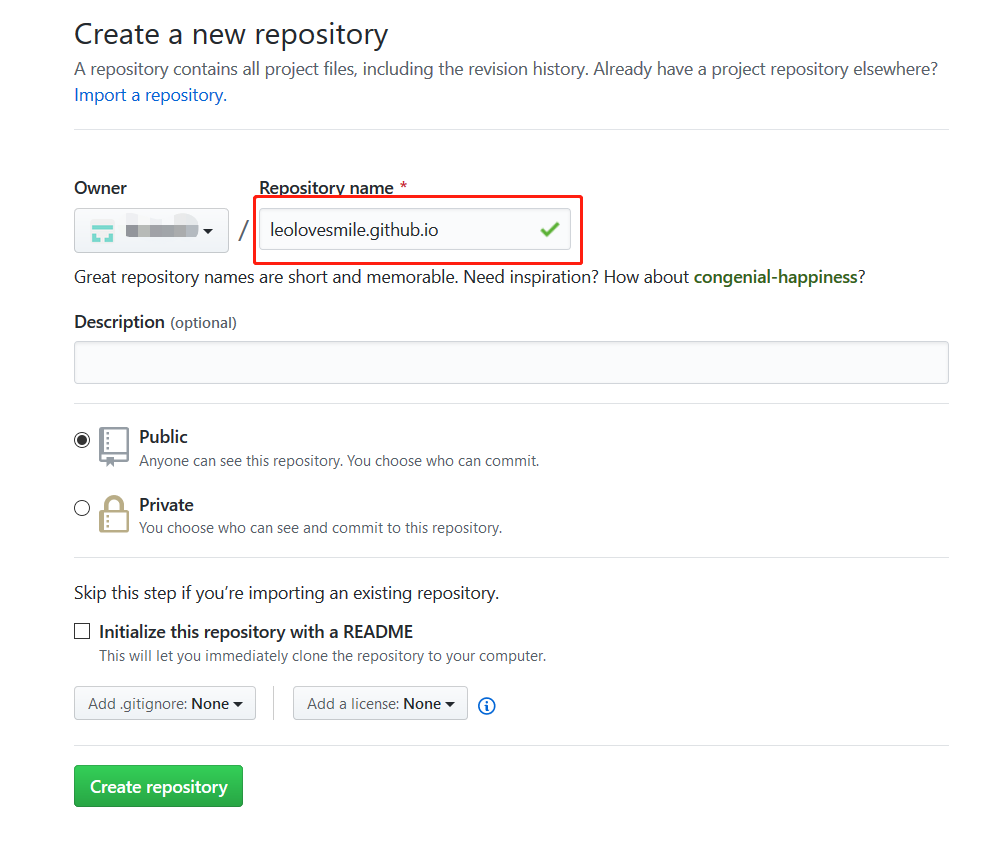 Create a new repository
A repository contains all project files, including the revision history. Already have a project repository elsewhere?
Import a repository.
Owner
Repository name *
/
leolovesmile.github.io
Great repository names are short and memorable. Need inspiration? How about congenial-happiness?
Description (optional)
Public
Anyone can see this repository. You choose who can commit.
Private
You choose who can see and commit to this repository.
Skip this step if you’re importing an existing repository.
Initialize this repository with a README
This will let you immediately clone the repository to your computer.
Add .gitignore: None
Add a license: None
Create repository